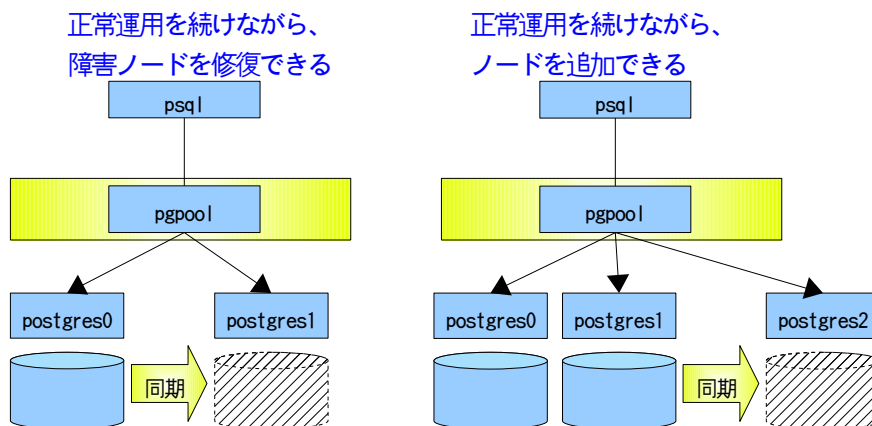 正常運用を続けながら、
障害ノードを修復できる
psql
pgpool
postgres0
postgres1
同期
正常運用を続けながら、
ノードを追加できる
psql
pgpool
postgres0
postgres1
postgres2
同期